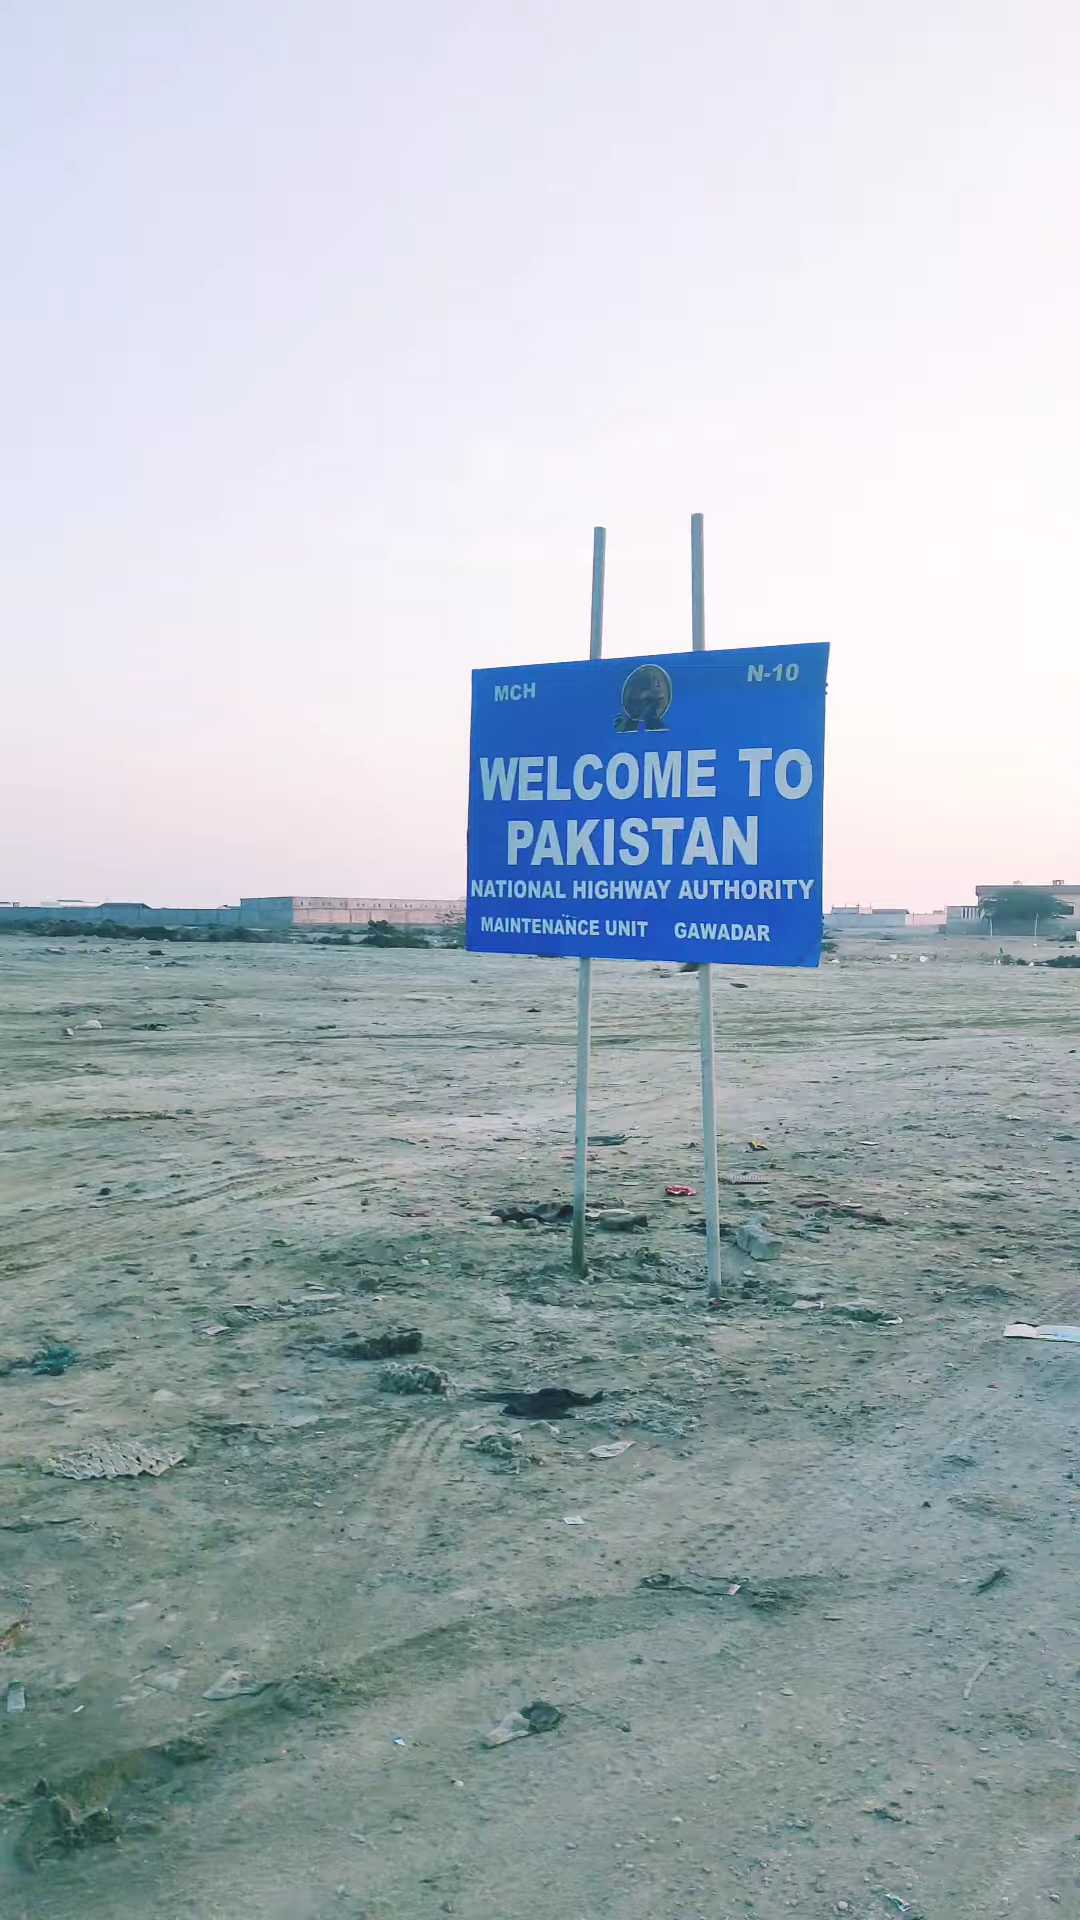 MCH N-10
WELCOME TO
PAKISTAN
NATIONAL HIGHWAY AUTHORITY
MAINTENANCE UNIT GAWADAR